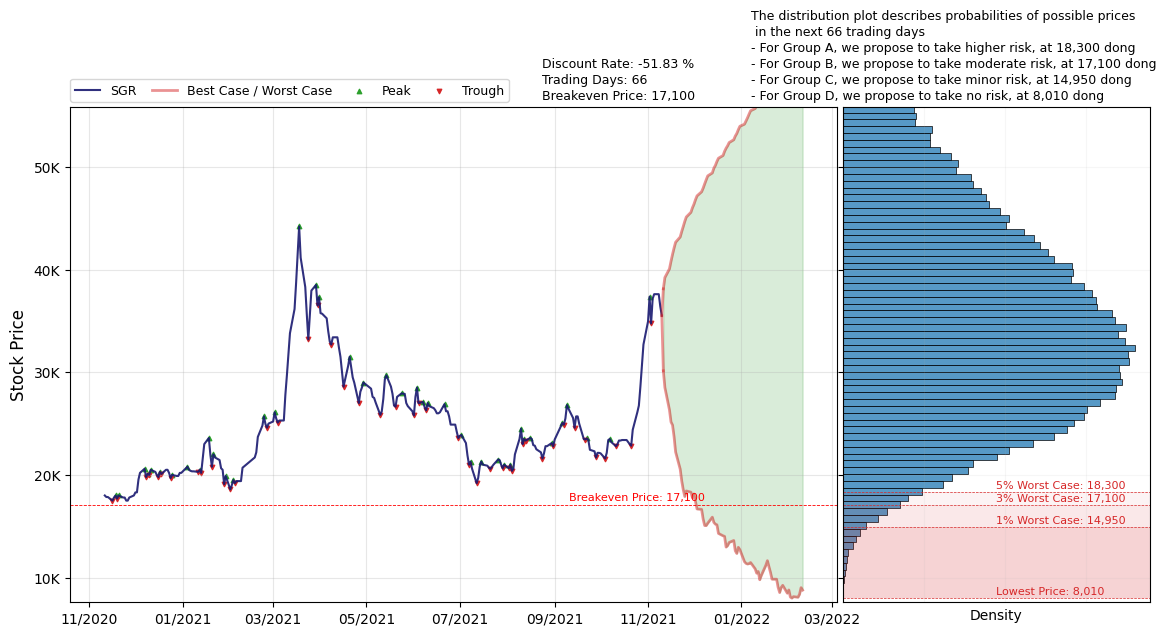 The distribution plot describes probabilities of possible prices
in the next 66 trading days
- For Group A, we propose to take higher risk, at 18,300 dong
- For Group B, we propose to take moderate risk, at 17,100 dong
- For Group C, we propose to take minor risk, at 14,950 dong
- For Group D, we propose to take no risk, at 8,010 dong
Discount Rate: -51.83 %
Trading Days: 66
Breakeven Price: 17,100
SGR Best Case / Worst Case Peak Trough
Stock Price
50K
40K
30K
20K
10K
Breakeven Price: 17,100
5% Worst Case: 18,300
3% Worst Case: 17,100
1% Worst Case: 14,950
Lowest Price: 8,010
11/2020 01/2021 03/2021 05/2021 07/2021 09/2021 11/2021 01/2022 03/2022
Density